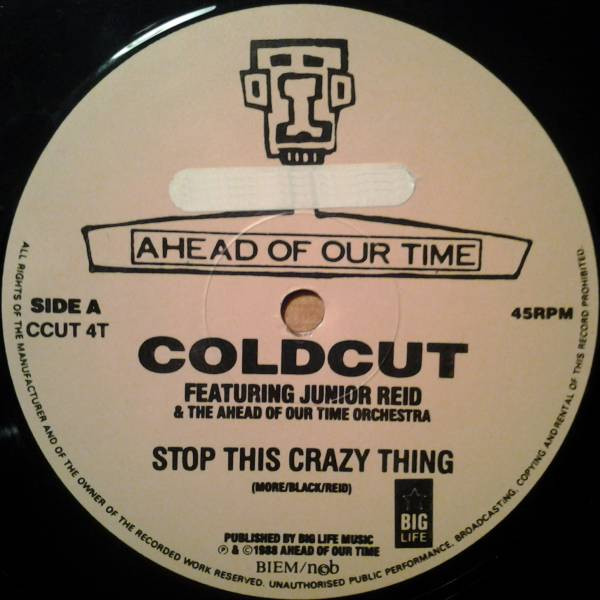 AHEAD OF OUR TIME
SIDE A
CCUT 4T
45RPM
COLDCUT
FEATURING JUNIOR REID
& THE AHEAD OF OUR TIME ORCHESTRA
STOP THIS CRAZY THING
(MORE/BLACK/REID)
BIG
LIFE
PUBLISHED BY BIG LIFE MUSIC
℗ & © 1988 AHEAD OF OUR TIME
BIEM/ncb
ALL RIGHTS OF THE MANUFACTURER AND OF THE OWNER OF THE RECORDED WORK RESERVED. UNAUTHORISED PUBLIC PERFORMANCE, BROADCASTING, COPYING AND RENTAL OF THIS RECORD PROHIBITED.